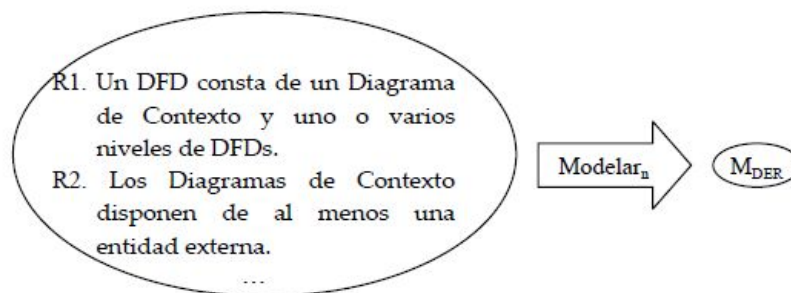 R1. Un DFD consta de un Diagrama
de Contexto y uno o varios
niveles de DFDs.
R2. Los Diagramas de Contexto
disponen de al menos una
entidad externa.
...
Modelarn
MDER